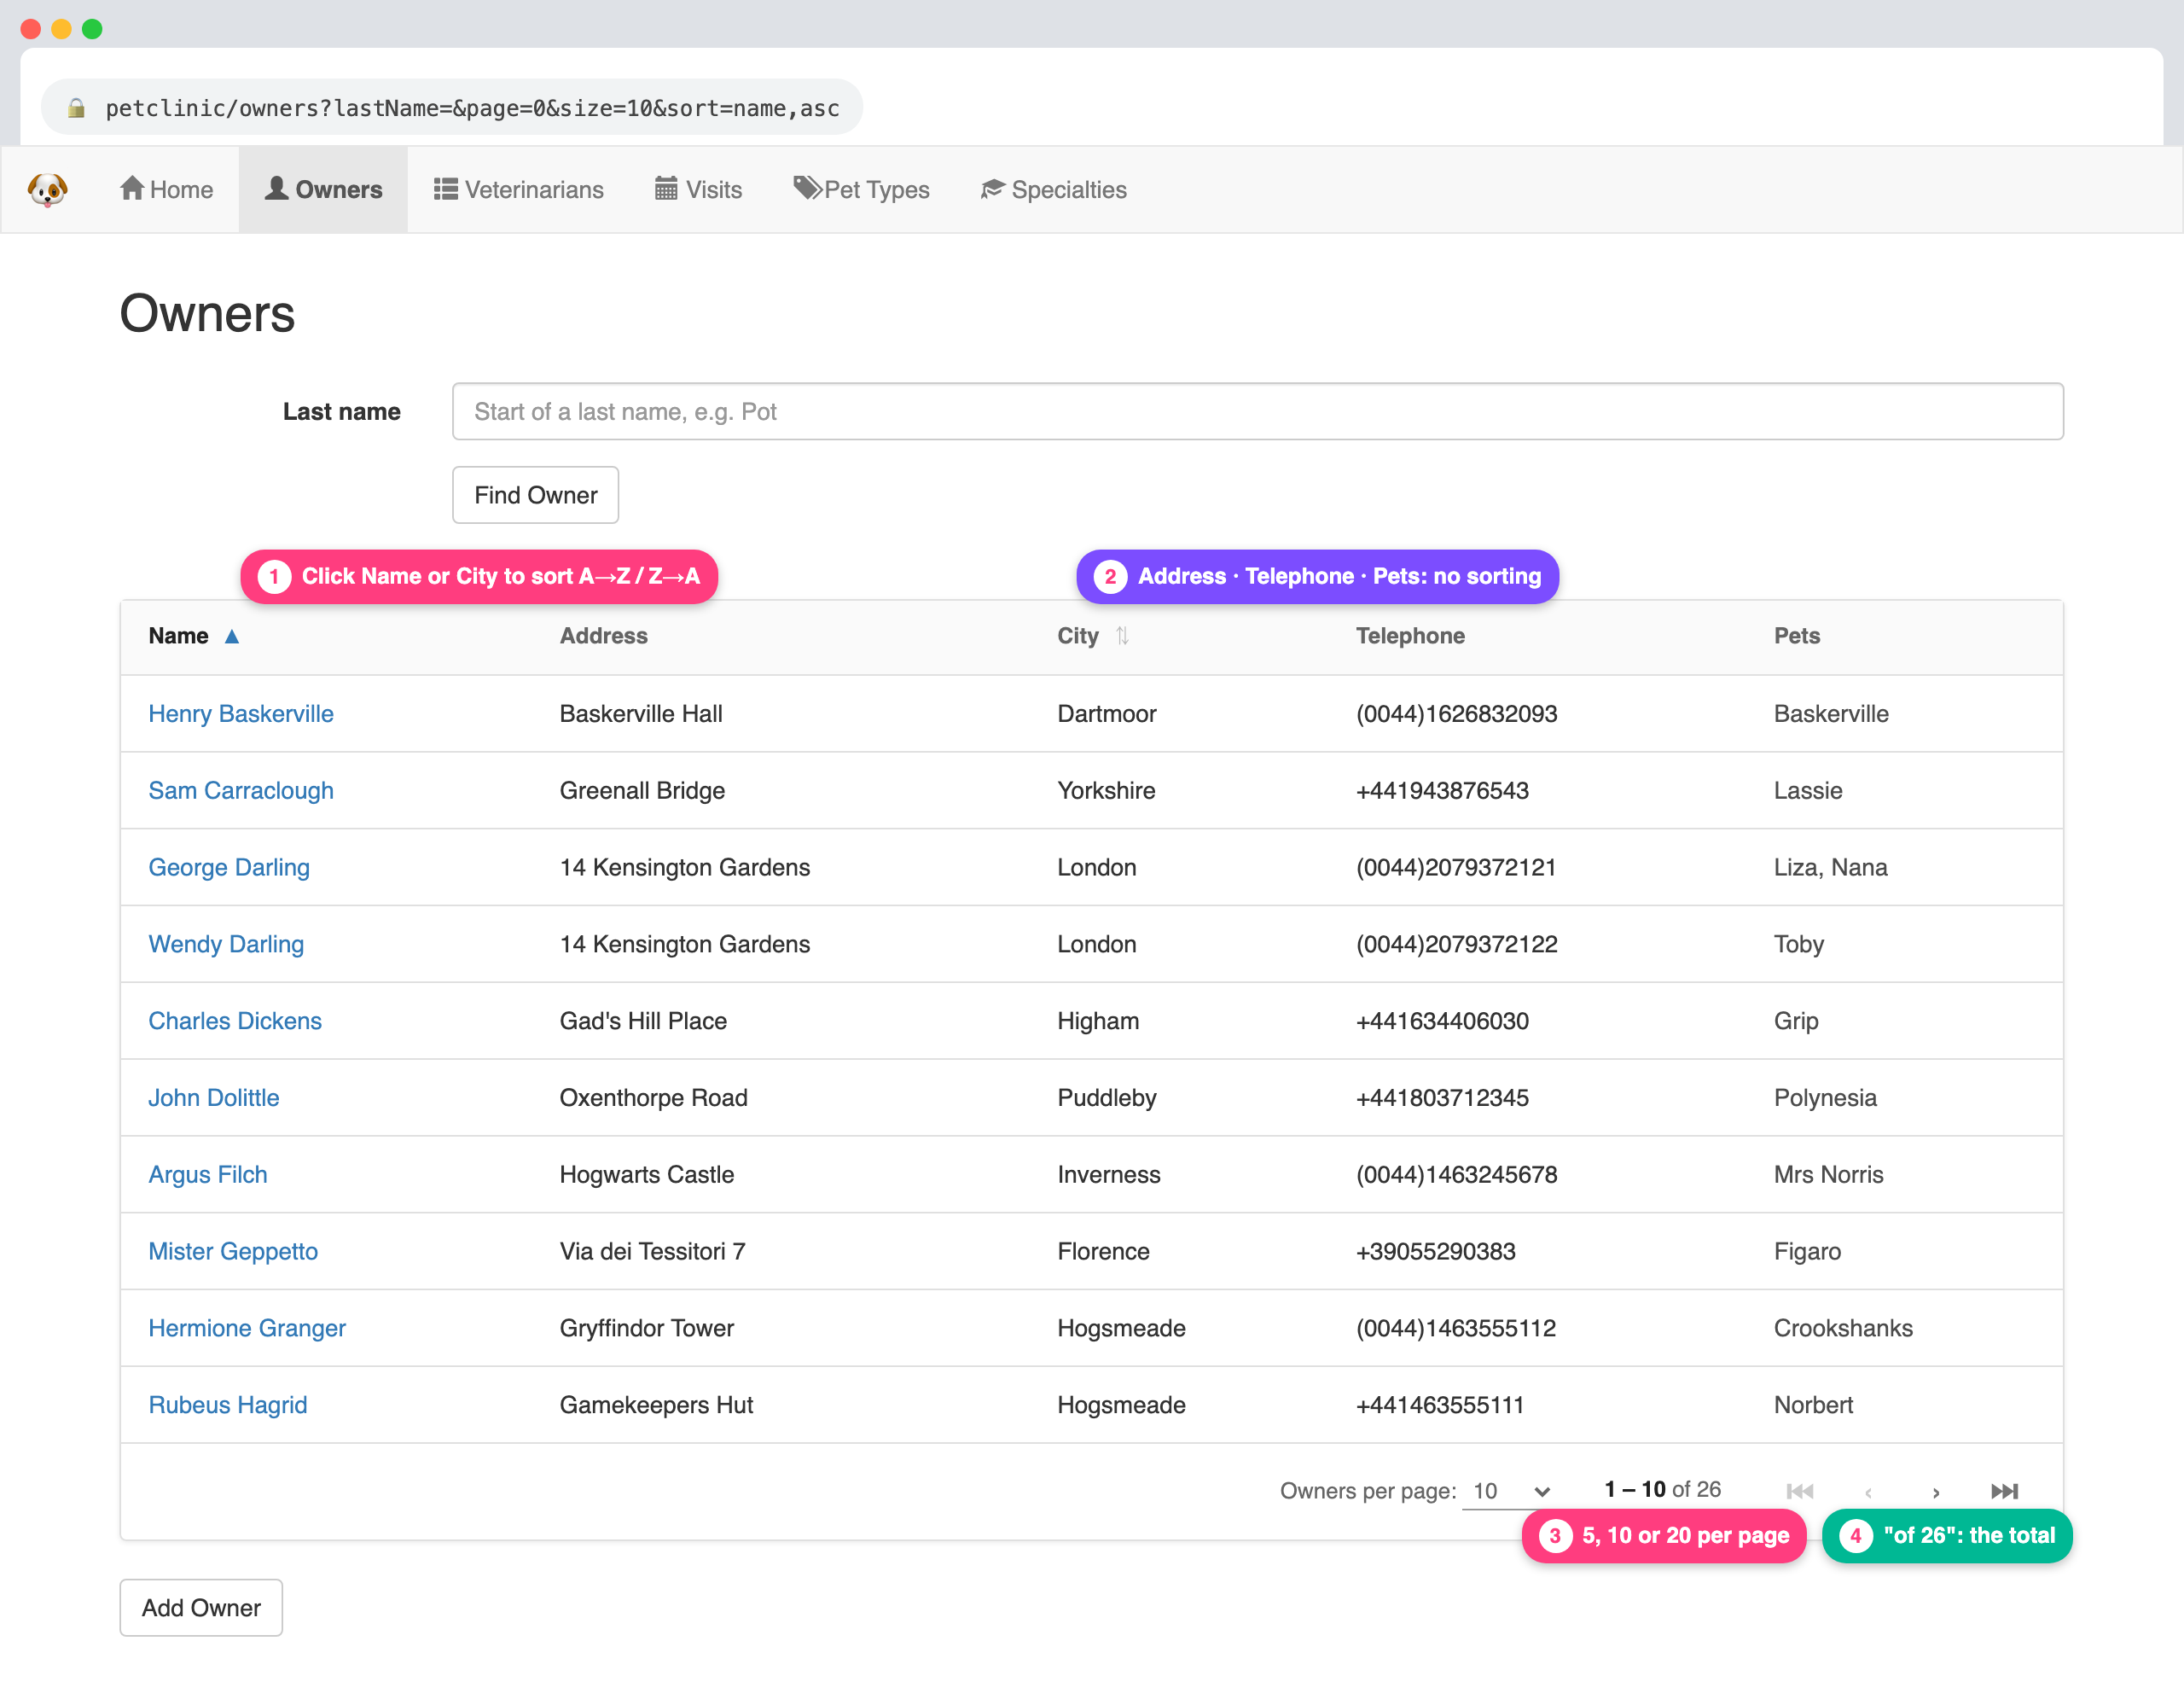 petclinic/owners?lastName=&page=0&size=10&sort=name,asc
Home Owners Veterinarians Visits Pet Types Specialties
Owners
Last name Start of a last name, e.g. Pot
Find Owner
1 Click Name or City to sort A→Z / Z→A 2 Address · Telephone · Pets: no sorting
Name ▲ Address City ⇅ Telephone Pets
Henry Baskerville Baskerville Hall Dartmoor (0044)1626832093 Baskerville
Sam Carraclough Greenall Bridge Yorkshire +441943876543 Lassie
George Darling 14 Kensington Gardens London (0044)2079372121 Liza, Nana
Wendy Darling 14 Kensington Gardens London (0044)2079372122 Toby
Charles Dickens Gad's Hill Place Higham +441634406030 Grip
John Dolittle Oxenthorpe Road Puddleby +441803712345 Polynesia
Argus Filch Hogwarts Castle Inverness (0044)1463245678 Mrs Norris
Mister Geppetto Via dei Tessitori 7 Florence +39055290383 Figaro
Hermione Granger Gryffindor Tower Hogsmeade (0044)1463555112 Crookshanks
Rubeus Hagrid Gamekeepers Hut Hogsmeade +441463555111 Norbert
Owners per page: 10 1 – 10 of 26
3 5, 10 or 20 per page 4 "of 26": the total
Add Owner